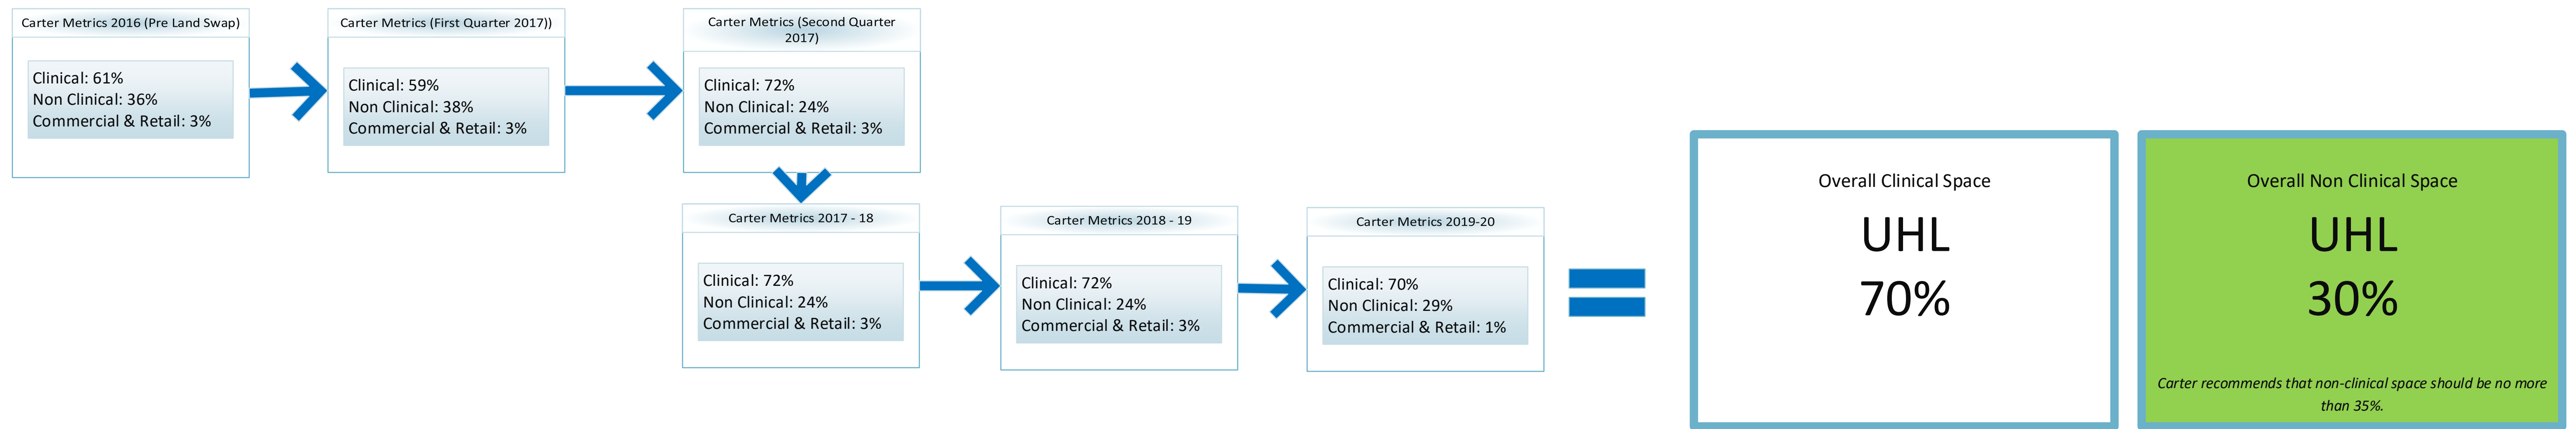 Carter Metrics 2016 (Pre Land Swap)
Clinical: 61%
Non Clinical: 36%
Commercial & Retail: 3%
Carter Metrics (First Quarter 2017))
Clinical: 59%
Non Clinical: 38%
Commercial & Retail: 3%
Carter Metrics (Second Quarter
2017)
Clinical: 72%
Non Clinical: 24%
Commercial & Retail: 3%
Carter Metrics 2017 - 18
Clinical: 72%
Non Clinical: 24%
Commercial & Retail: 3%
Carter Metrics 2018 - 19
Clinical: 72%
Non Clinical: 24%
Commercial & Retail: 3%
Carter Metrics 2019-20
Clinical: 70%
Non Clinical: 29%
Commercial & Retail: 1%
Overall Clinical Space
UHL
70%
Overall Non Clinical Space
UHL
30%
Carter recommends that non-clinical space should be no more
than 35%.